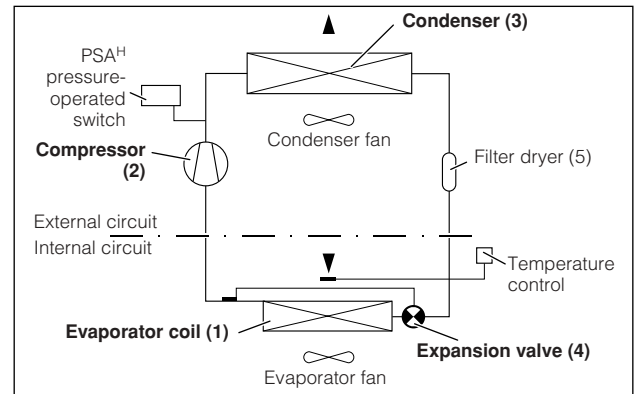 Condenser (3)
PSAᴴ
pressure-
operated
switch
Condenser fan
Compressor
(2)
Filter dryer (5)
External circuit
Internal circuit
Temperature
control
Evaporator coil (1)
Expansion valve (4)
Evaporator fan